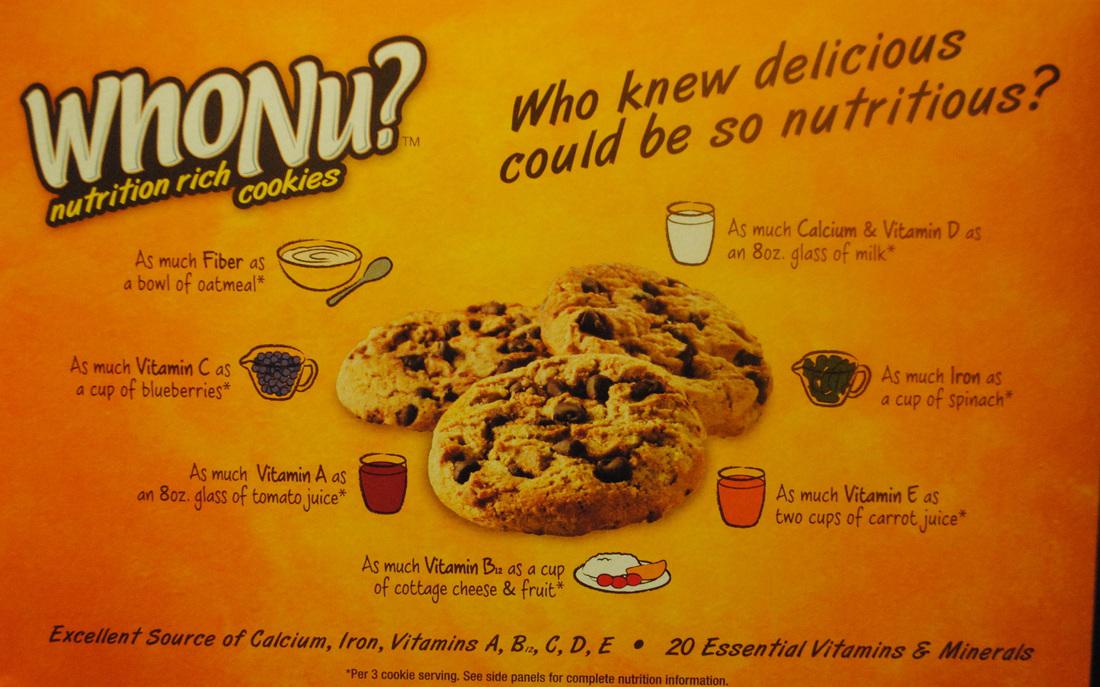 WhoNu?™
nutrition rich cookies
Who knew delicious
could be so nutritious?
As much Fiber as
a bowl of oatmeal*
As much Calcium & Vitamin D as
an 8oz. glass of milk*
As much Vitamin C as
a cup of blueberries*
As much Iron as
a cup of spinach*
As much Vitamin A as
an 8oz. glass of tomato juice*
As much Vitamin E as
two cups of carrot juice*
As much Vitamin B12 as a cup
of cottage cheese & fruit*
Excellent Source of Calcium, Iron, Vitamins A, B12, C, D, E • 20 Essential Vitamins & Minerals
*Per 3 cookie serving. See side panels for complete nutrition information.